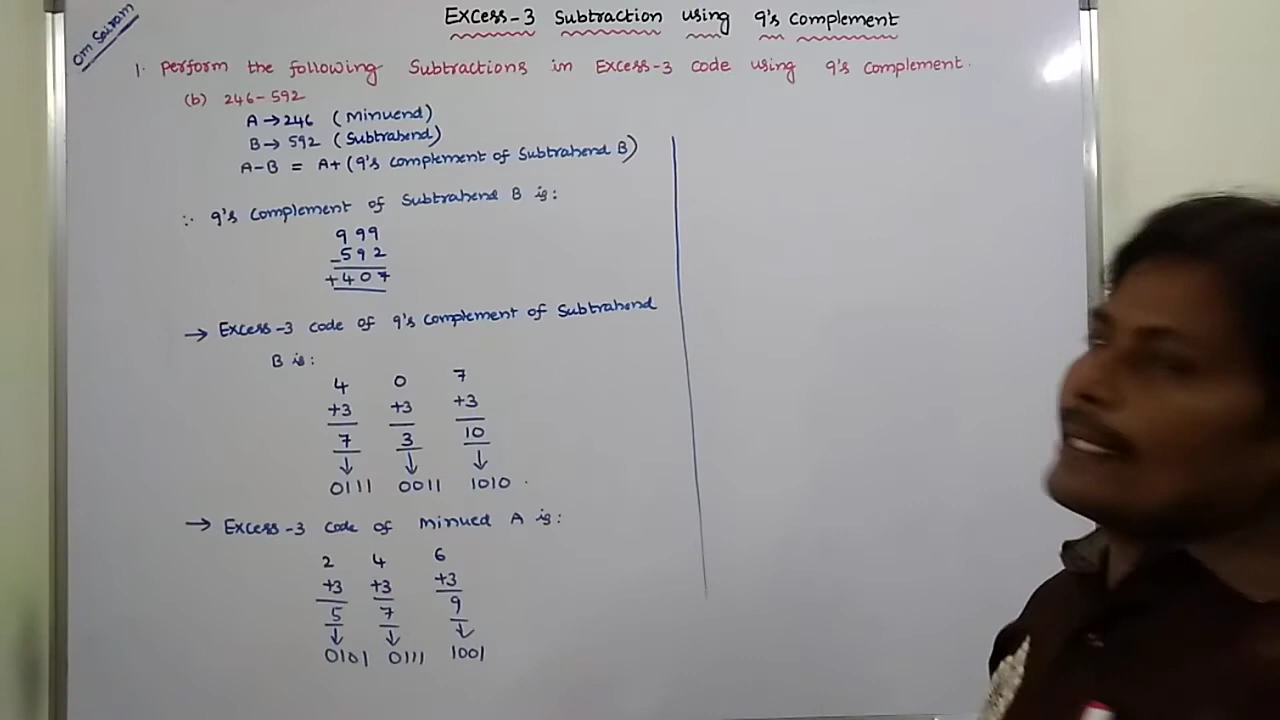 Om Sairam
Excess-3 Subtraction using 9's complement
1. Perform the following Subtractions in Excess-3 code using 9's complement.
(b) 246-592
A→246 (Minuend)
B→592 (Subtrahend)
A-B = A+(9's complement of Subtrahend B)
∴ 9's complement of Subtrahend B is:
999
-592
+407
→ Excess-3 code of 9's complement of Subtrahend
B is:
4 0 7
+3 +3 +3
7 3 10
↓ ↓ ↓
0111 0011 1010.
→ Excess-3 code of minued A is:
2 4 6
+3 +3 +3
5 7 9
↓ ↓ ↓
0101 0111 1001